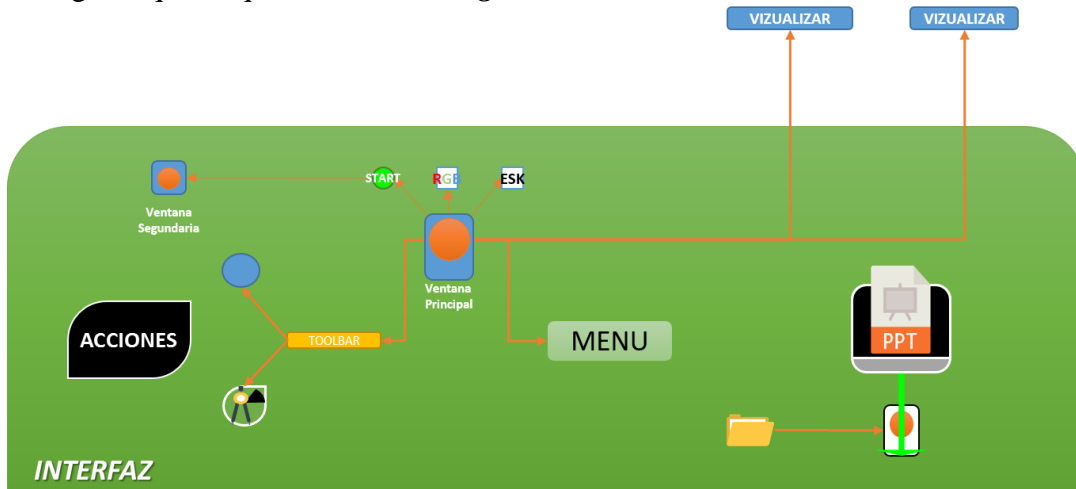 VIZUALIZAR
VIZUALIZAR
START
RGB
ESK
Ventana
Segundaria
Ventana
Principal
ACCIONES
TOOLBAR
MENU
PPT
INTERFAZ